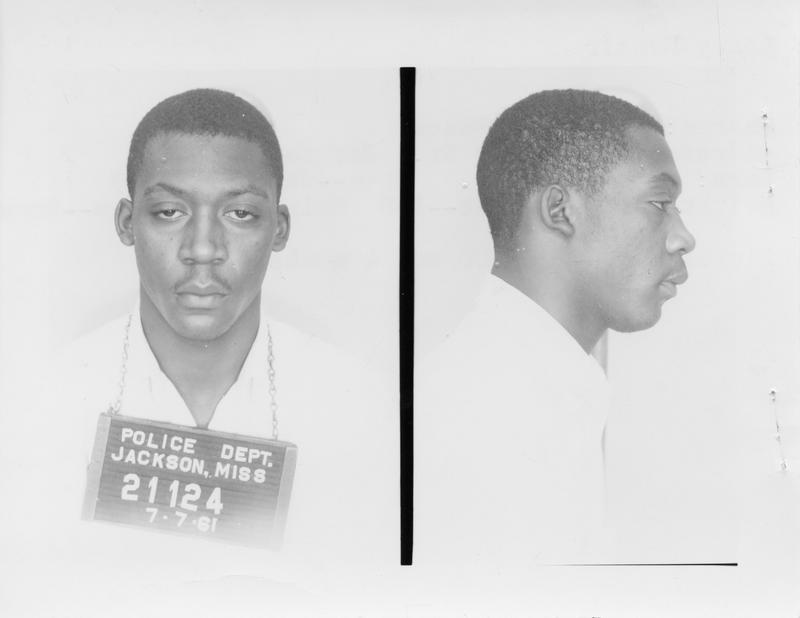 POLICE DEPT.
JACKSON, MISS
21124
7-7-61